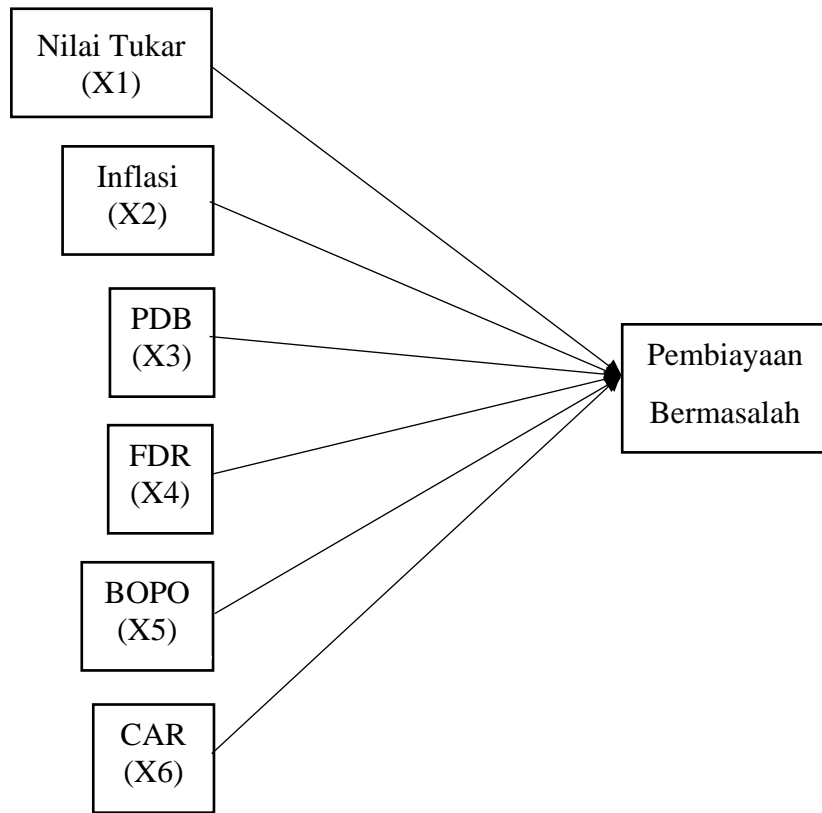 Nilai Tukar
(X1)
Inflasi
(X2)
PDB
(X3)
FDR
(X4)
BOPO
(X5)
CAR
(X6)
Pembiayaan
Bermasalah